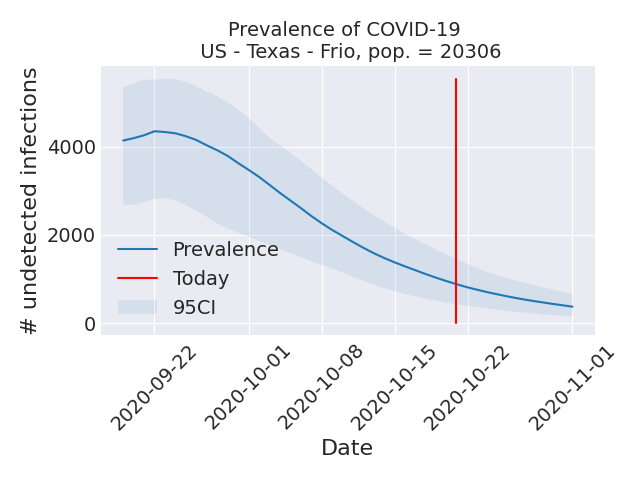 Prevalence of COVID-19
US - Texas - Frio, pop. = 20306
# undetected infections
4000
2000
0
Prevalence
Today
95CI
2020-09-22
2020-10-01
2020-10-08
2020-10-15
2020-10-22
2020-11-01
Date